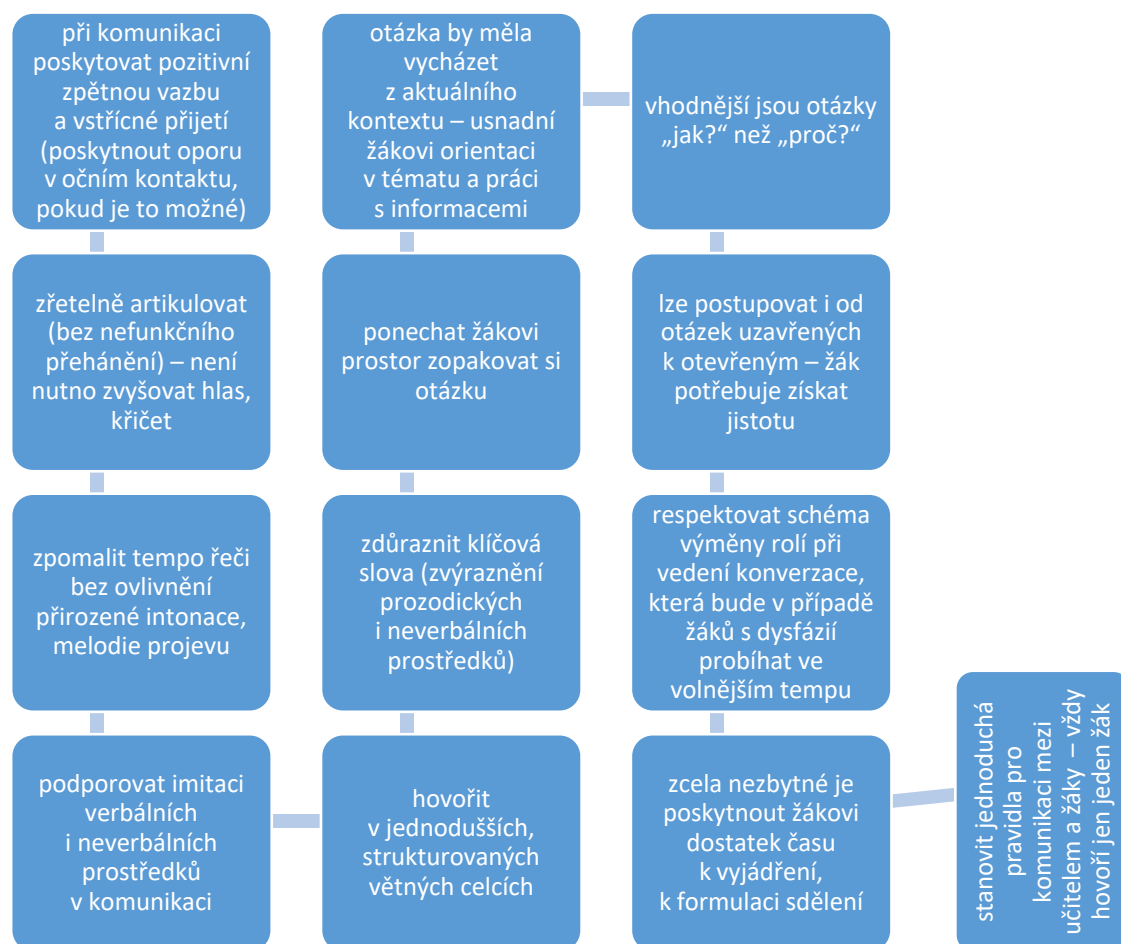 při komunikaci
poskytovat pozitivní
zpětnou vazbu
a vstřícné přijetí
(poskytnout oporu
v očním kontaktu,
pokud je to možné)
zřetelně artikulovat
(bez nefunkčního
přehánění) – není
nutno zvyšovat hlas,
křičet
zpomalit tempo řeči
bez ovlivnění
přirozené intonace,
melodie projevu
podporovat imitaci
verbálních
i neverbálních
prostředků
v komunikaci
hovořit
v jednodušších,
strukturovaných
větných celcích
zdůraznit klíčová
slova (zvýraznění
prozodických
i neverbálních
prostředků)
ponechat žákovi
prostor zopakovat si
otázku
otázka by měla
vycházet
z aktuálního
kontextu – usnadní
žákovi orientaci
v tématu a práci
s informacemi
vhodnější jsou otázky
„jak?“ než „proč?“
lze postupovat i od
otázek uzavřených
k otevřeným – žák
potřebuje získat
jistotu
respektovat schéma
výměny rolí při
vedení konverzace,
která bude v případě
žáků s dysfázií
probíhat ve
volnějším tempu
zcela nezbytné je
poskytnout žákovi
dostatek času
k vyjádření,
k formulaci sdělení
stanovit jednoduchá
pravidla pro
komunikaci mezi
učitelem a žáky – vždy
hovoří jen jeden žák